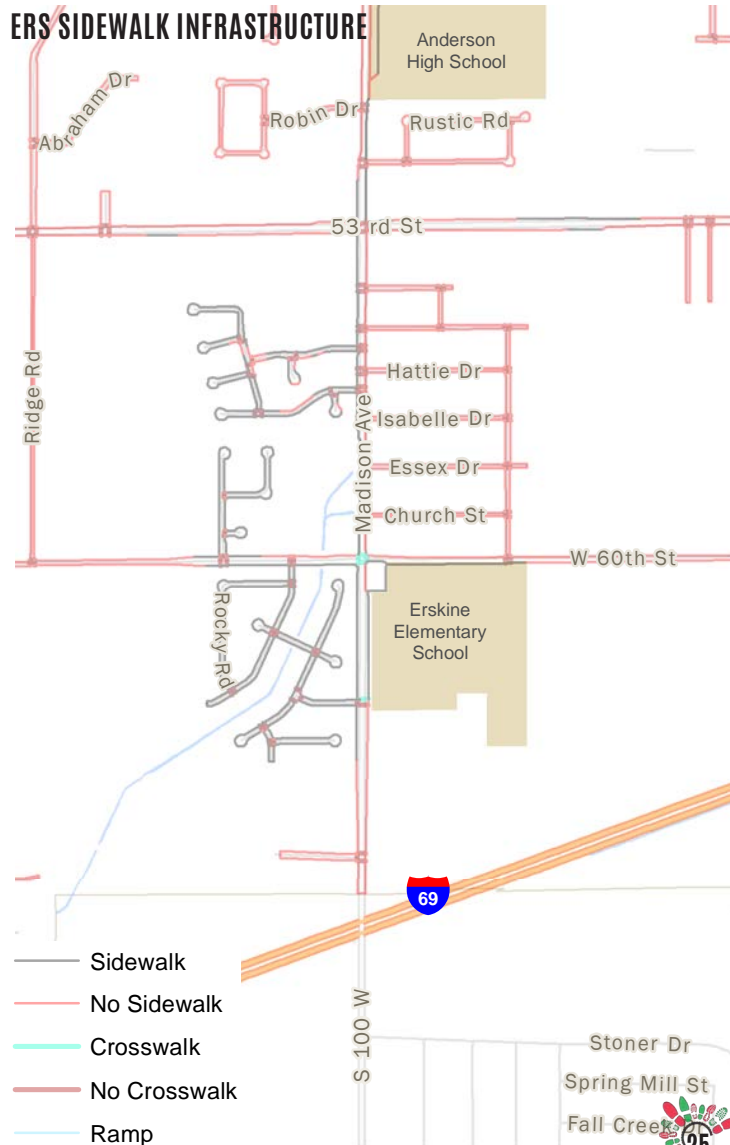 ERS SIDEWALK INFRASTRUCTURE
Anderson
High School
Abraham Dr
Robin Dr
Rustic Rd
53rd St
Ridge Rd
Hattie Dr
Isabelle Dr
Madison Ave
Essex Dr
Church St
W 60th St
Rocky Rd
Erskine
Elementary
School
69
Sidewalk
No Sidewalk
Crosswalk
No Crosswalk
Ramp
S 100 W
Stoner Dr
Spring Mill St
Fall Creek
25